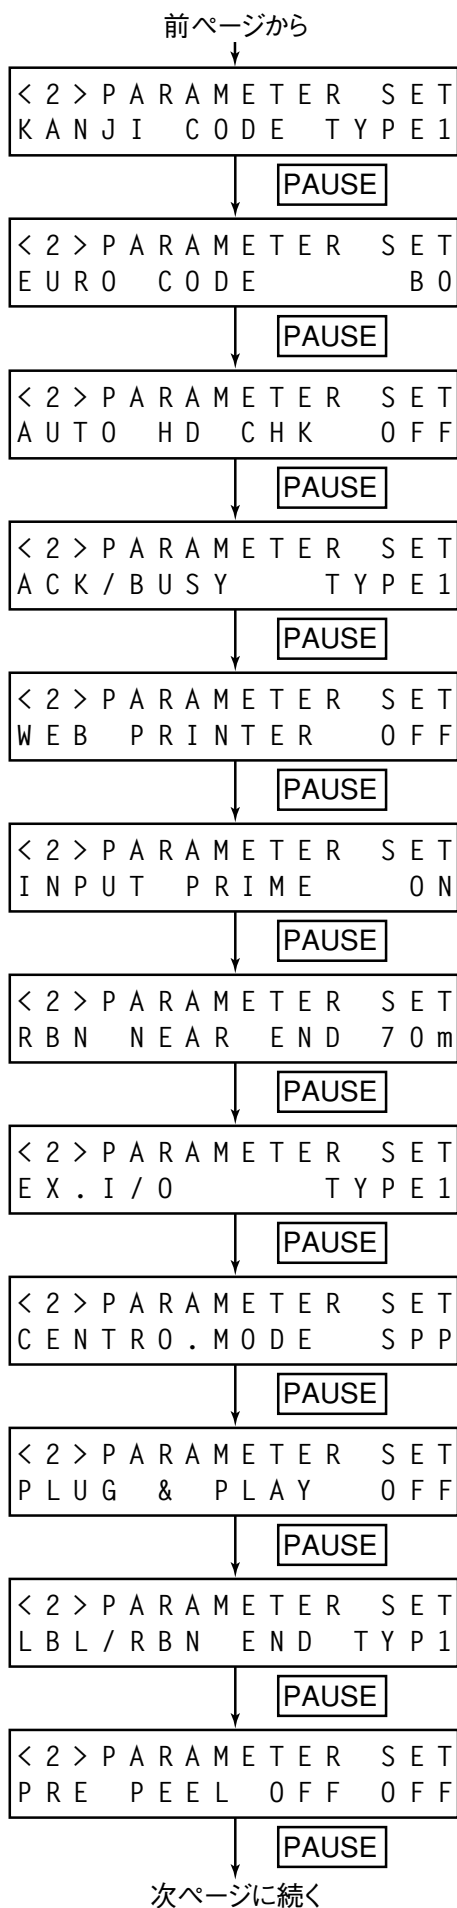 前ページから
<2>PARAMETER SET
KANJI CODE TYPE1
PAUSE
<2>PARAMETER SET
EURO CODE B0
PAUSE
<2>PARAMETER SET
AUTO HD CHK OFF
PAUSE
<2>PARAMETER SET
ACK/BUSY TYPE1
PAUSE
<2>PARAMETER SET
WEB PRINTER OFF
PAUSE
<2>PARAMETER SET
INPUT PRIME ON
PAUSE
<2>PARAMETER SET
RBN NEAR END 70m
PAUSE
<2>PARAMETER SET
EX.I/O TYPE1
PAUSE
<2>PARAMETER SET
CENTRO.MODE SPP
PAUSE
<2>PARAMETER SET
PLUG & PLAY OFF
PAUSE
<2>PARAMETER SET
LBL/RBN END TYP1
PAUSE
<2>PARAMETER SET
PRE PEEL OFF OFF
PAUSE
次ページに続く